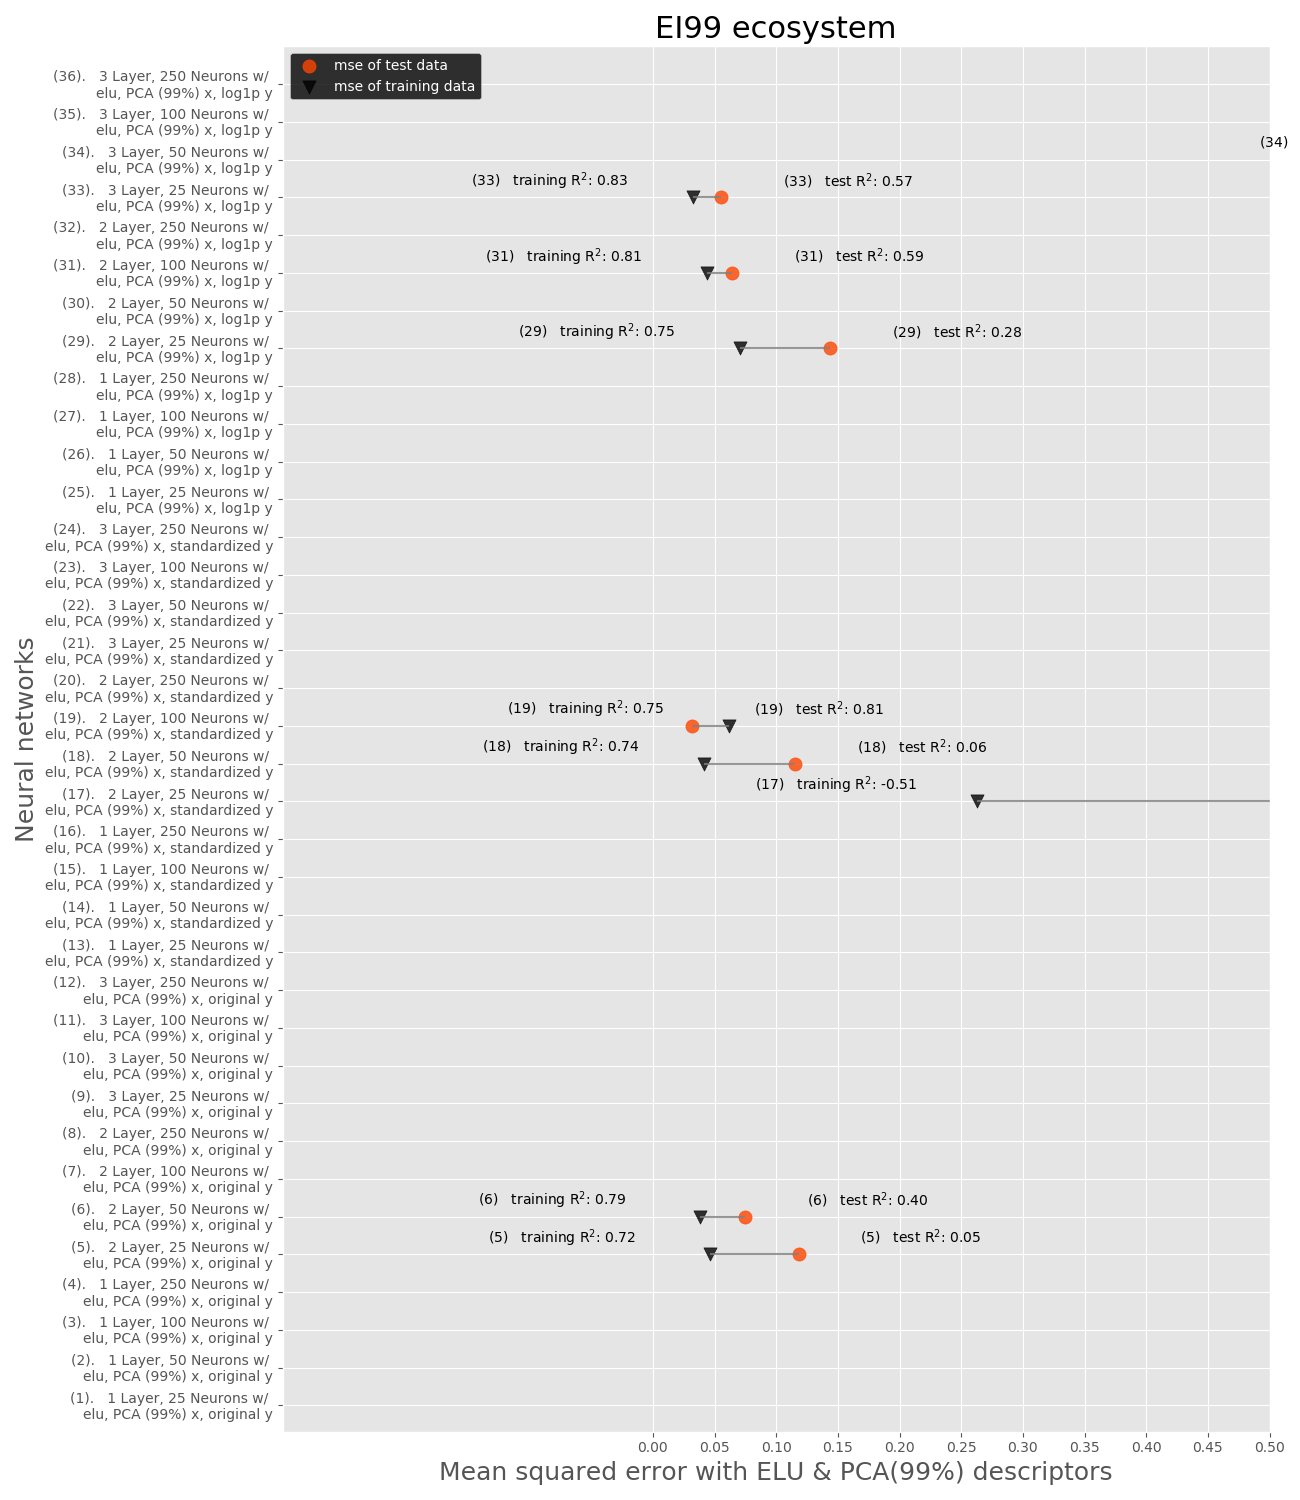 EI99 ecosystem
mse of test data
mse of training data
(36).   3 Layer, 250 Neurons w/
elu, PCA (99%) x, log1p y
(35).   3 Layer, 100 Neurons w/
elu, PCA (99%) x, log1p y
(34)
(34).   3 Layer, 50 Neurons w/
elu, PCA (99%) x, log1p y
(33)   training R²: 0.83
(33)   test R²: 0.57
(33).   3 Layer, 25 Neurons w/
elu, PCA (99%) x, log1p y
(32).   2 Layer, 250 Neurons w/
elu, PCA (99%) x, log1p y
(31)   training R²: 0.81
(31)   test R²: 0.59
(31).   2 Layer, 100 Neurons w/
elu, PCA (99%) x, log1p y
(30).   2 Layer, 50 Neurons w/
elu, PCA (99%) x, log1p y
(29)   training R²: 0.75
(29)   test R²: 0.28
(29).   2 Layer, 25 Neurons w/
elu, PCA (99%) x, log1p y
(28).   1 Layer, 250 Neurons w/
elu, PCA (99%) x, log1p y
(27).   1 Layer, 100 Neurons w/
elu, PCA (99%) x, log1p y
(26).   1 Layer, 50 Neurons w/
elu, PCA (99%) x, log1p y
(25).   1 Layer, 25 Neurons w/
elu, PCA (99%) x, log1p y
(24).   3 Layer, 250 Neurons w/
elu, PCA (99%) x, standardized y
(23).   3 Layer, 100 Neurons w/
elu, PCA (99%) x, standardized y
(22).   3 Layer, 50 Neurons w/
elu, PCA (99%) x, standardized y
(21).   3 Layer, 25 Neurons w/
elu, PCA (99%) x, standardized y
(20).   2 Layer, 250 Neurons w/
elu, PCA (99%) x, standardized y
(19)   training R²: 0.75
(19)   test R²: 0.81
(19).   2 Layer, 100 Neurons w/
elu, PCA (99%) x, standardized y
(18)   training R²: 0.74
(18)   test R²: 0.06
(18).   2 Layer, 50 Neurons w/
elu, PCA (99%) x, standardized y
(17)   training R²: -0.51
(17).   2 Layer, 25 Neurons w/
elu, PCA (99%) x, standardized y
(16).   1 Layer, 250 Neurons w/
elu, PCA (99%) x, standardized y
(15).   1 Layer, 100 Neurons w/
elu, PCA (99%) x, standardized y
(14).   1 Layer, 50 Neurons w/
elu, PCA (99%) x, standardized y
(13).   1 Layer, 25 Neurons w/
elu, PCA (99%) x, standardized y
(12).   3 Layer, 250 Neurons w/
elu, PCA (99%) x, original y
(11).   3 Layer, 100 Neurons w/
elu, PCA (99%) x, original y
(10).   3 Layer, 50 Neurons w/
elu, PCA (99%) x, original y
(9).   3 Layer, 25 Neurons w/
elu, PCA (99%) x, original y
(8).   2 Layer, 250 Neurons w/
elu, PCA (99%) x, original y
(7).   2 Layer, 100 Neurons w/
elu, PCA (99%) x, original y
(6)   training R²: 0.79
(6)   test R²: 0.40
(6).   2 Layer, 50 Neurons w/
elu, PCA (99%) x, original y
(5)   training R²: 0.72
(5)   test R²: 0.05
(5).   2 Layer, 25 Neurons w/
elu, PCA (99%) x, original y
(4).   1 Layer, 250 Neurons w/
elu, PCA (99%) x, original y
(3).   1 Layer, 100 Neurons w/
elu, PCA (99%) x, original y
(2).   1 Layer, 50 Neurons w/
elu, PCA (99%) x, original y
(1).   1 Layer, 25 Neurons w/
elu, PCA (99%) x, original y
Neural networks
0.00 0.05 0.10 0.15 0.20 0.25 0.30 0.35 0.40 0.45 0.50
Mean squared error with ELU & PCA(99%) descriptors